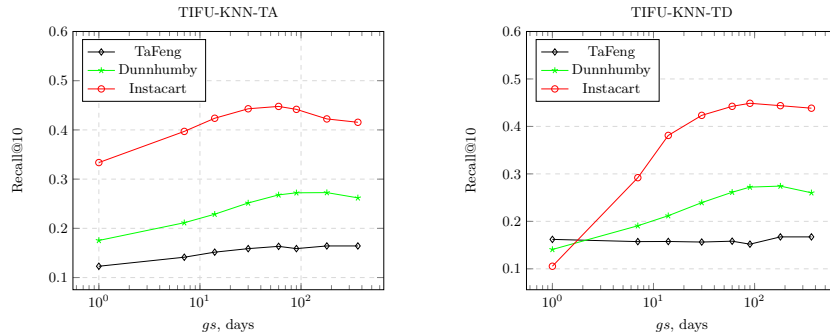 TIFU-KNN-TA
0.6
0.5
0.4
0.3
0.2
0.1
Recall@10
TaFeng
Dunnhumby
Instacart
10^0
10^1
10^2
gs, days
TIFU-KNN-TD
0.6
0.5
0.4
0.3
0.2
0.1
Recall@10
TaFeng
Dunnhumby
Instacart
10^0
10^1
10^2
gs, days